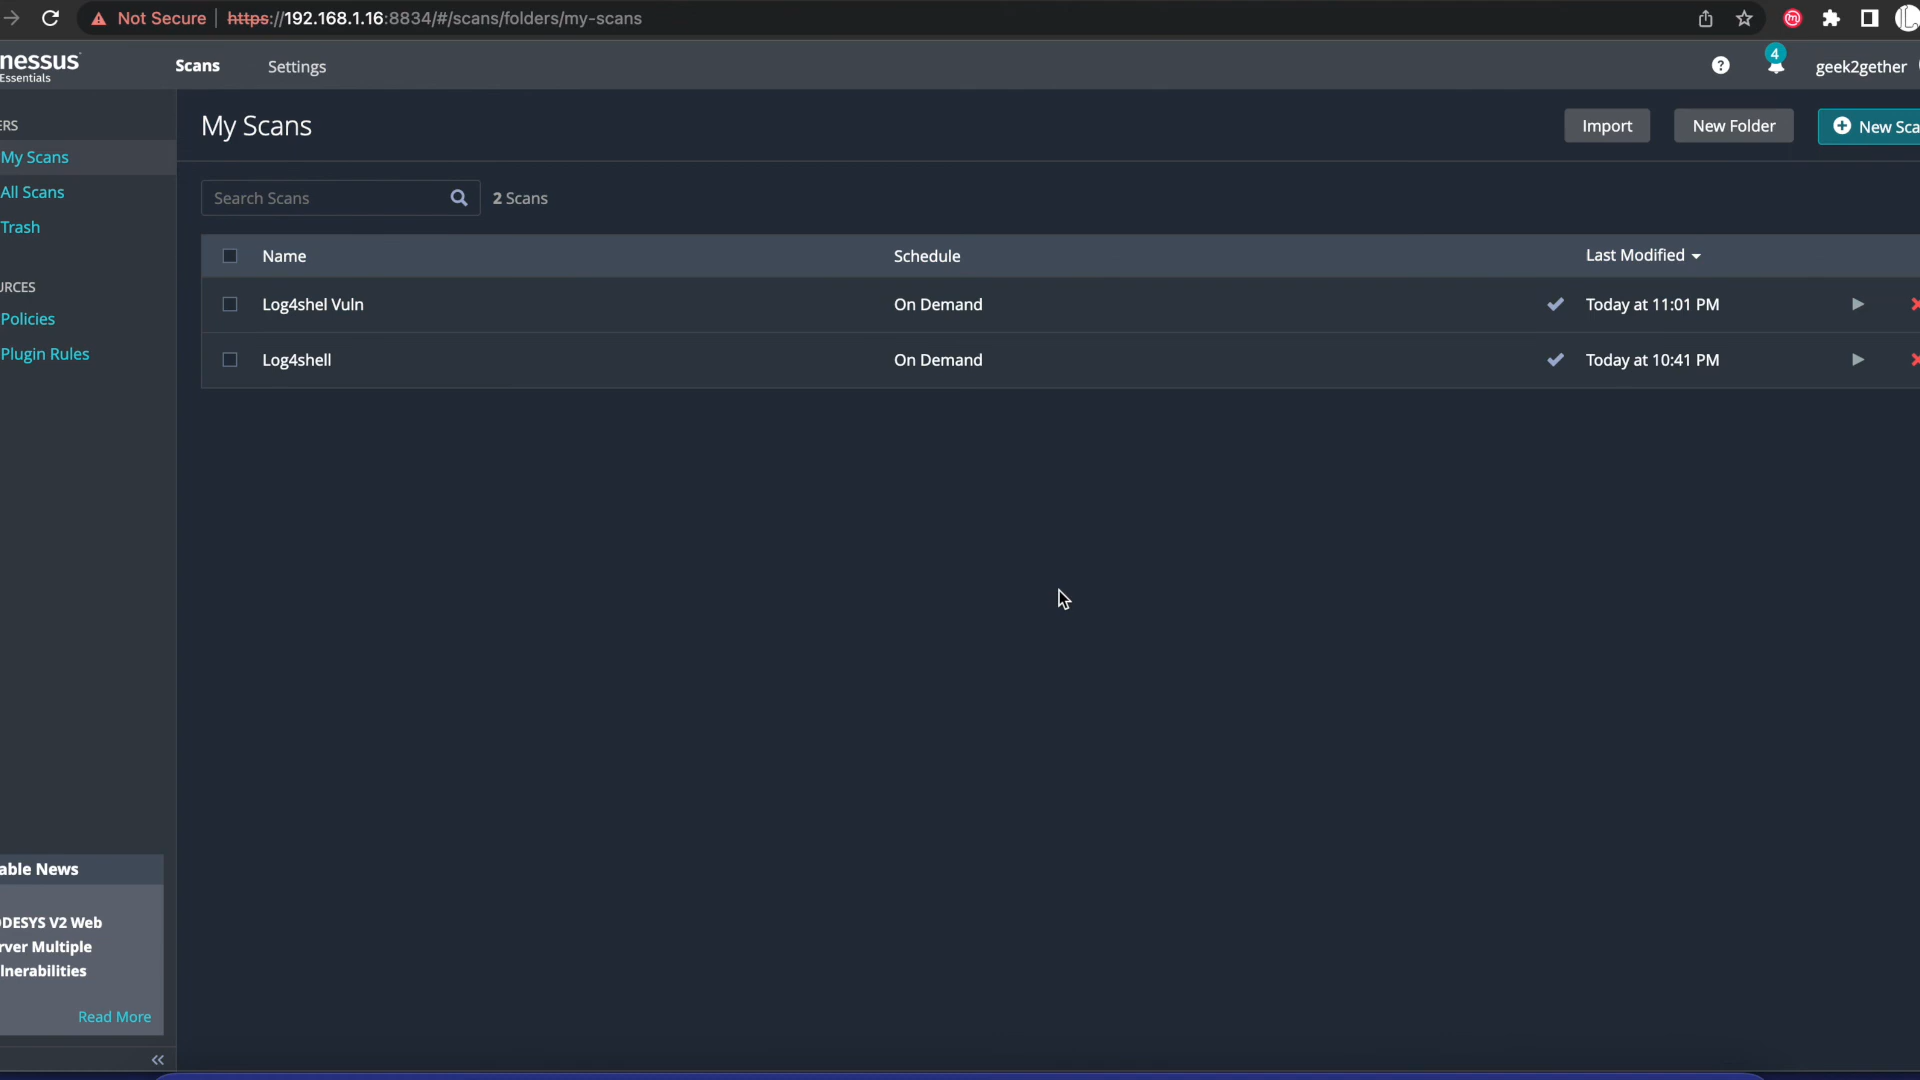 Not Secure | https://192.168.1.16:8834/#/scans/folders/my-scans
nessus
Essentials
Scans
Settings
4
geek2gether
ERS
My Scans
All Scans
Trash
URCES
Policies
Plugin Rules
My Scans
Import
New Folder
New Sca
Search Scans
2 Scans
Name Schedule Last Modified
Log4shel Vuln On Demand Today at 11:01 PM
Log4shell On Demand Today at 10:41 PM
able News
DESYS V2 Web
rver Multiple
lnerabilities
Read More